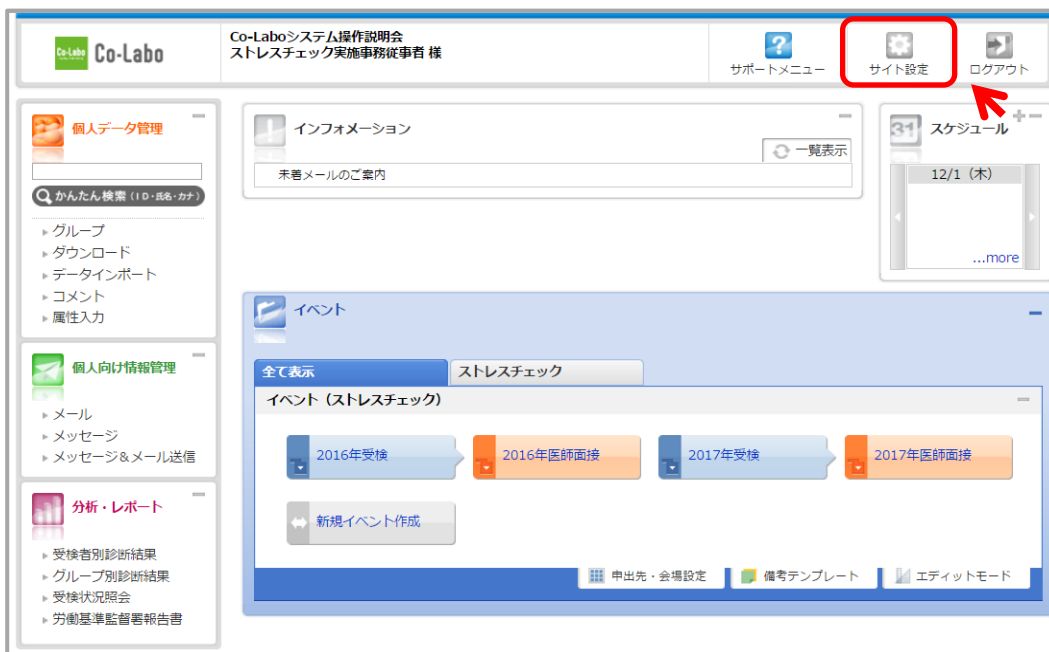 Co-Labo Co-Labo
Co-Laboシステム操作説明会
ストレスチェック実施事務従事者 様
サポートメニュー
サイト設定
ログアウト
個人データ管理
かんたん検索(ID・氏名・カナ)
グループ
ダウンロード
データインポート
コメント
属性入力
個人向け情報管理
メール
メッセージ
メッセージ&メール送信
分析・レポート
受検者別診断結果
グループ別診断結果
受検状況照会
労働基準監督署報告書
インフォメーション
一覧表示
未着メールのご案内
31 スケジュール
12/1(木)
...more
イベント
全て表示 ストレスチェック
イベント(ストレスチェック)
2016年受検 2016年医師面接 2017年受検 2017年医師面接
新規イベント作成
申出先・会場設定 備考テンプレート エディットモード